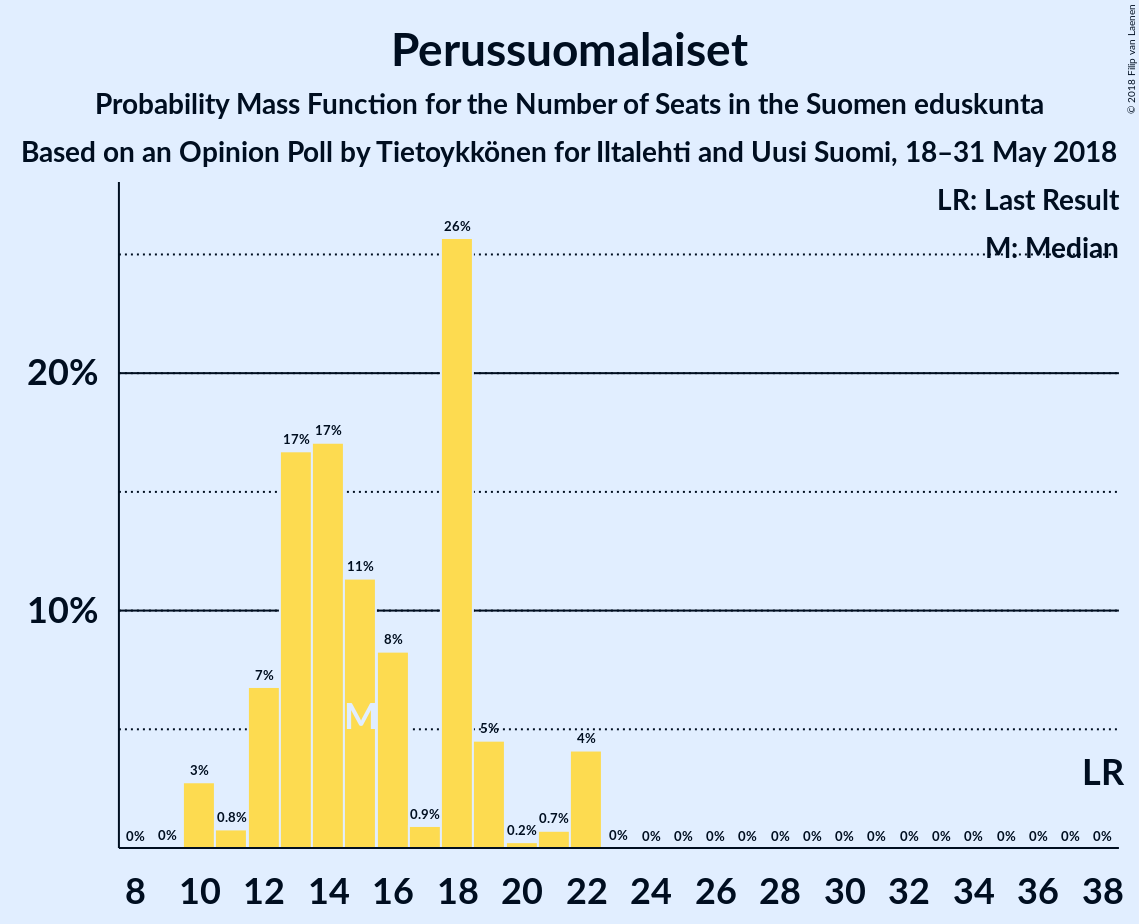 Perussuomalaiset
Probability Mass Function for the Number of Seats in the Suomen eduskunta
Based on an Opinion Poll by Tietoykkönen for Iltalehti and Uusi Suomi, 18–31 May 2018
© 2018 Filip van Laenen
LR: Last Result
M: Median
26%
20%
17% 17%
11%
10%
8%
7%
M
5%
4%
3%
LR
0% 0% 0.8% 0.9% 0.2% 0.7% 0% 0% 0% 0% 0% 0% 0% 0% 0% 0% 0% 0% 0% 0% 0% 0%
8 10 12 14 16 18 20 22 24 26 28 30 32 34 36 38